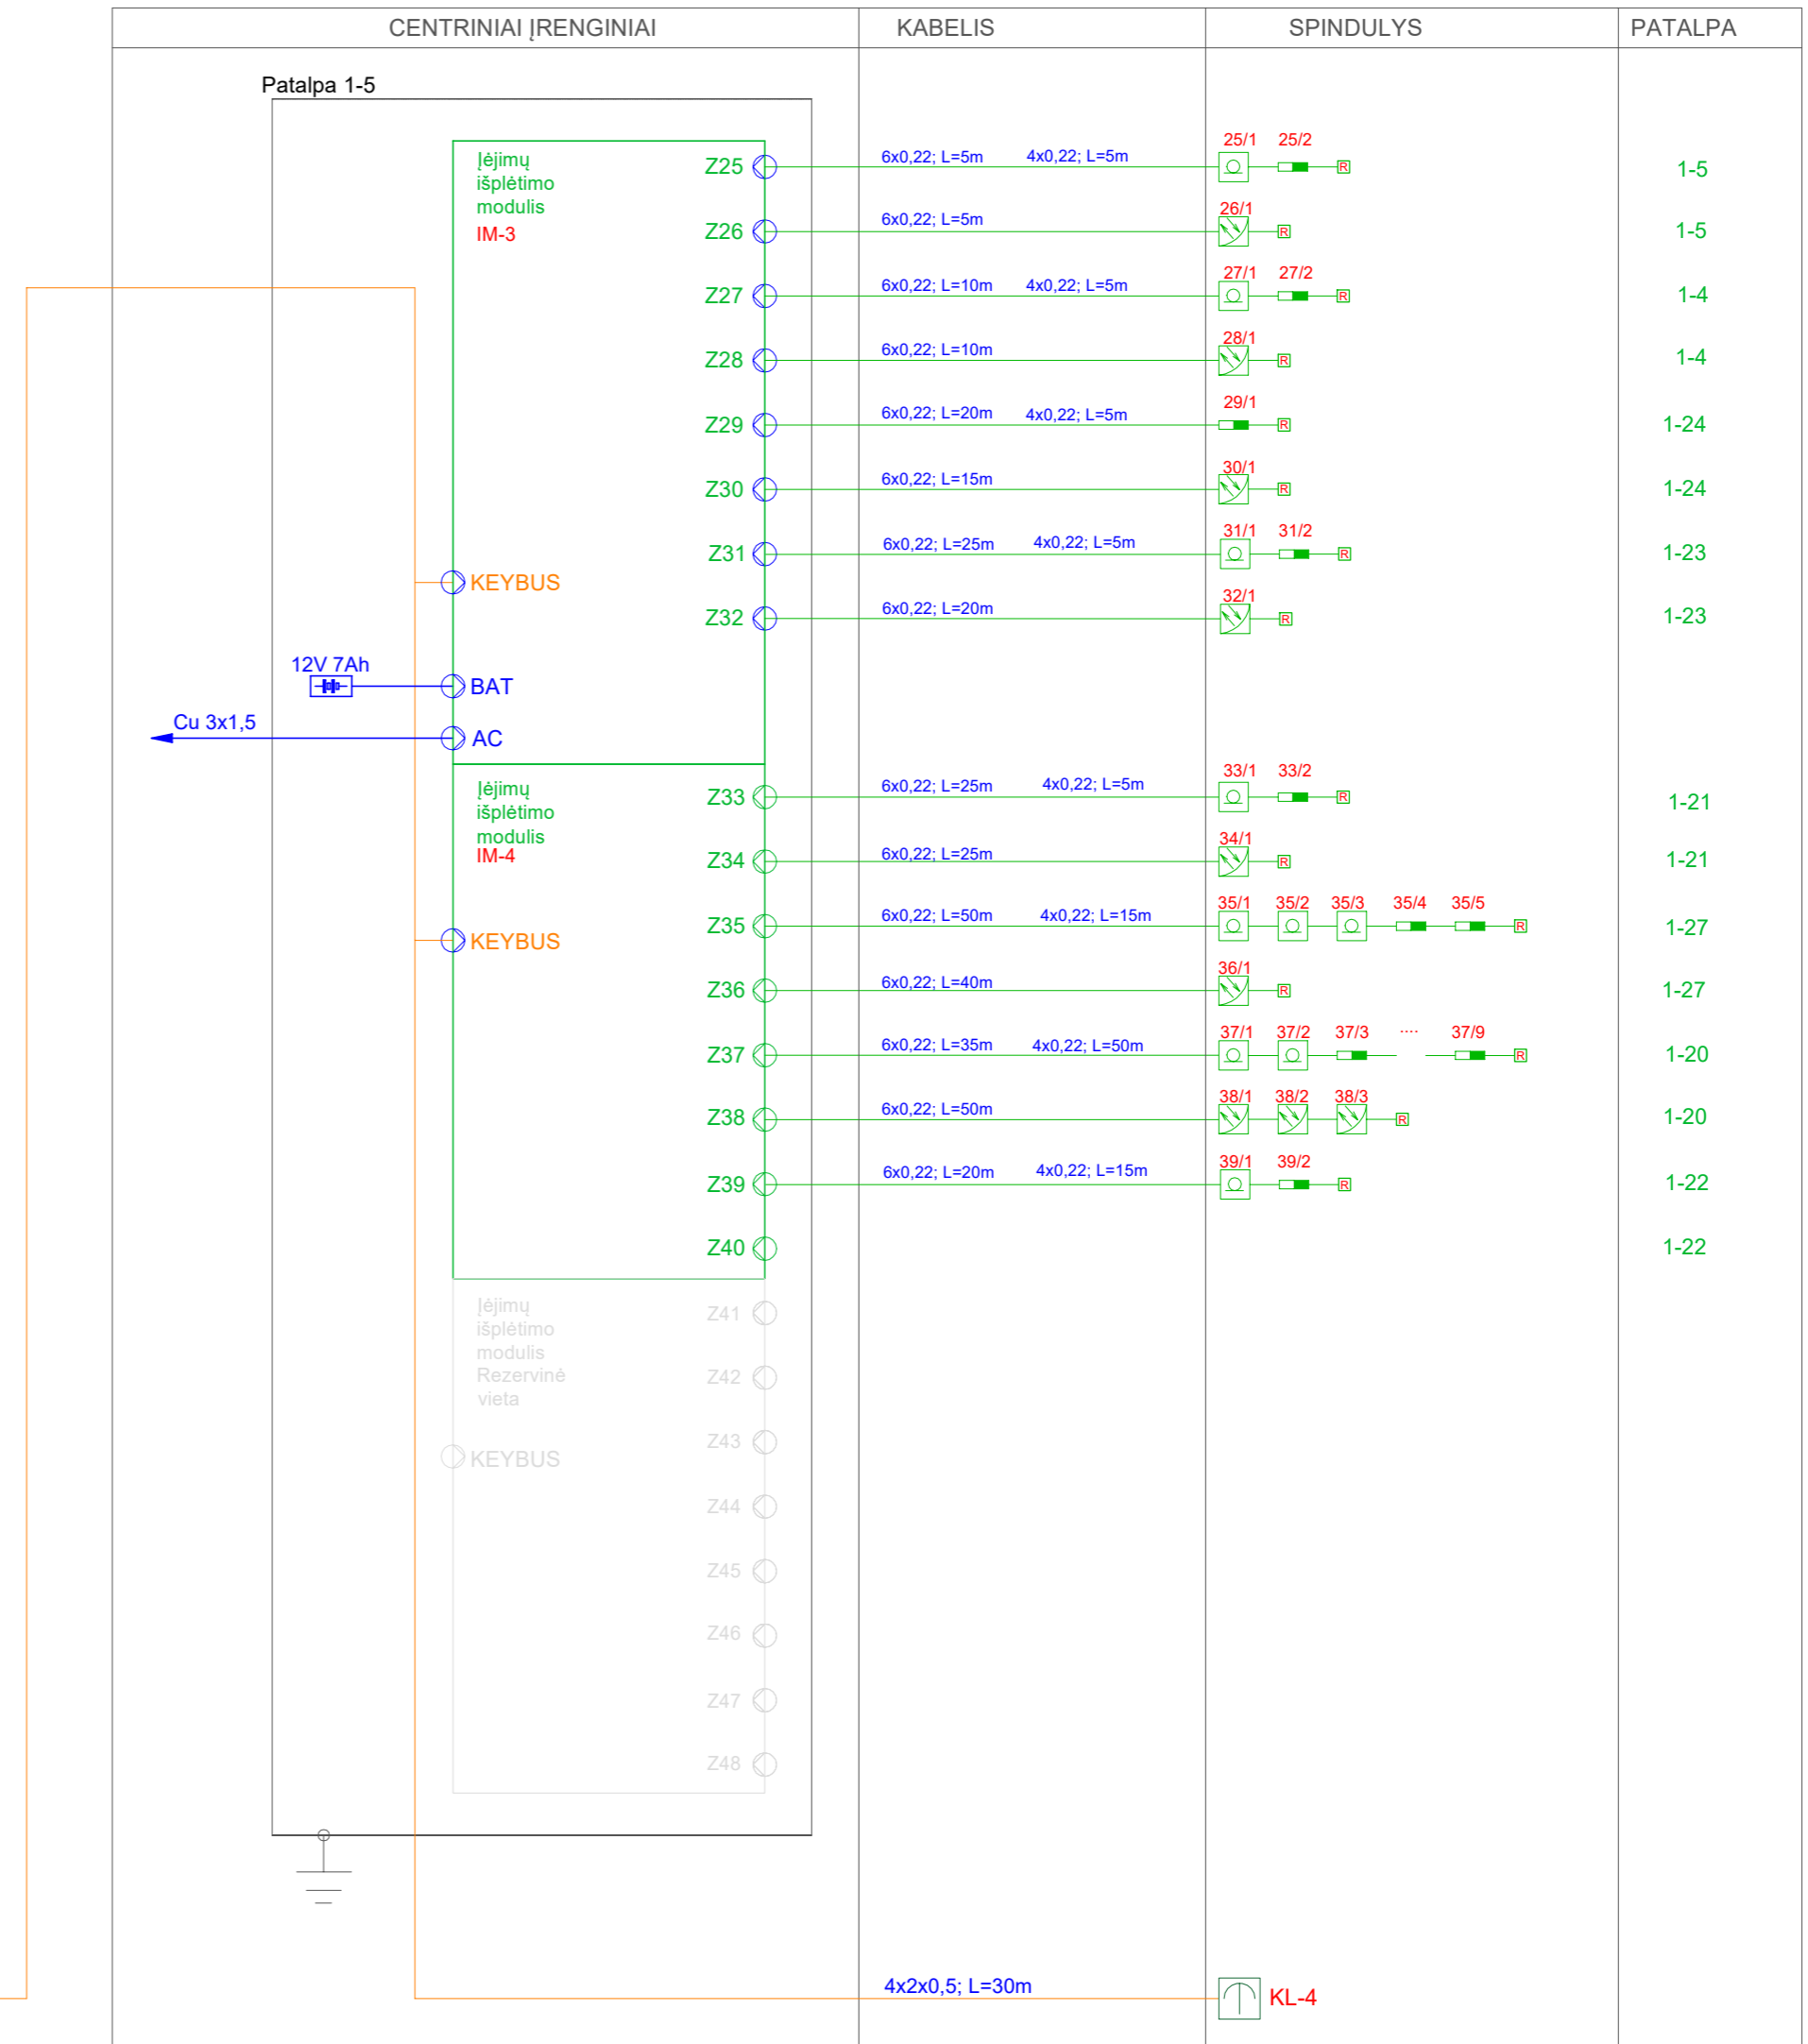 CENTRINIAI ĮRENGINIAI KABELIS SPINDULYS PATALPA
Patalpa 1-5
Įėjimų
išplėtimo
modulis
IM-3
25/1 25/2
Z25 6x0,22; L=5m 4x0,22; L=5m R 1-5
26/1
Z26 6x0,22; L=5m R 1-5
27/1 27/2
Z27 6x0,22; L=10m 4x0,22; L=5m R 1-4
28/1
Z28 6x0,22; L=10m R 1-4
29/1
Z29 6x0,22; L=20m 4x0,22; L=5m R 1-24
30/1
Z30 6x0,22; L=15m R 1-24
31/1 31/2
Z31 6x0,22; L=25m 4x0,22; L=5m R 1-23
KEYBUS
32/1
Z32 6x0,22; L=20m R 1-23
12V 7Ah
BAT
Cu 3x1,5
AC
Įėjimų
išplėtimo
modulis
IM-4
33/1 33/2
Z33 6x0,22; L=25m 4x0,22; L=5m R 1-21
34/1
Z34 6x0,22; L=25m R 1-21
35/1 35/2 35/3 35/4 35/5
Z35 6x0,22; L=50m 4x0,22; L=15m R 1-27
KEYBUS
36/1
Z36 6x0,22; L=40m R 1-27
37/1 37/2 37/3 .... 37/9
Z37 6x0,22; L=35m 4x0,22; L=50m R 1-20
38/1 38/2 38/3
Z38 6x0,22; L=50m R 1-20
39/1 39/2
Z39 6x0,22; L=20m 4x0,22; L=15m R 1-22
Z40 1-22
Įėjimų
išplėtimo
modulis
Rezervinė
vieta
Z41
Z42
Z43
KEYBUS
Z44
Z45
Z46
Z47
Z48
4x2x0,5; L=30m KL-4